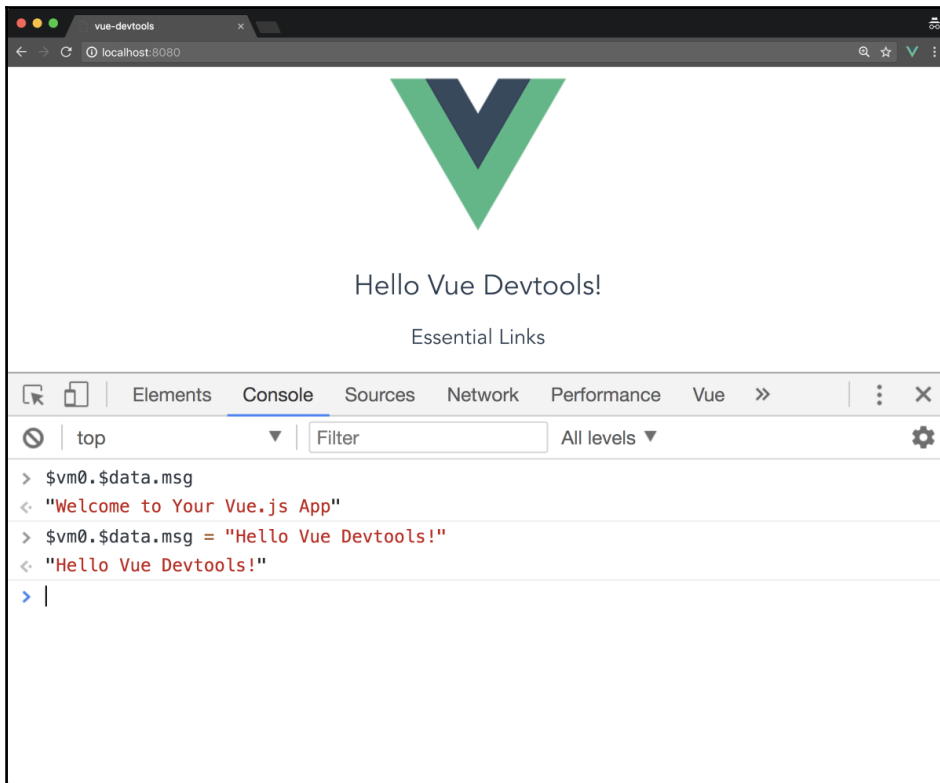 vue-devtools ×
localhost:8080
Hello Vue Devtools!
Essential Links
Elements Console Sources Network Performance Vue »
top ▼ Filter All levels ▼
> $vm0.$data.msg
"Welcome to Your Vue.js App"
> $vm0.$data.msg = "Hello Vue Devtools!"
"Hello Vue Devtools!"
>